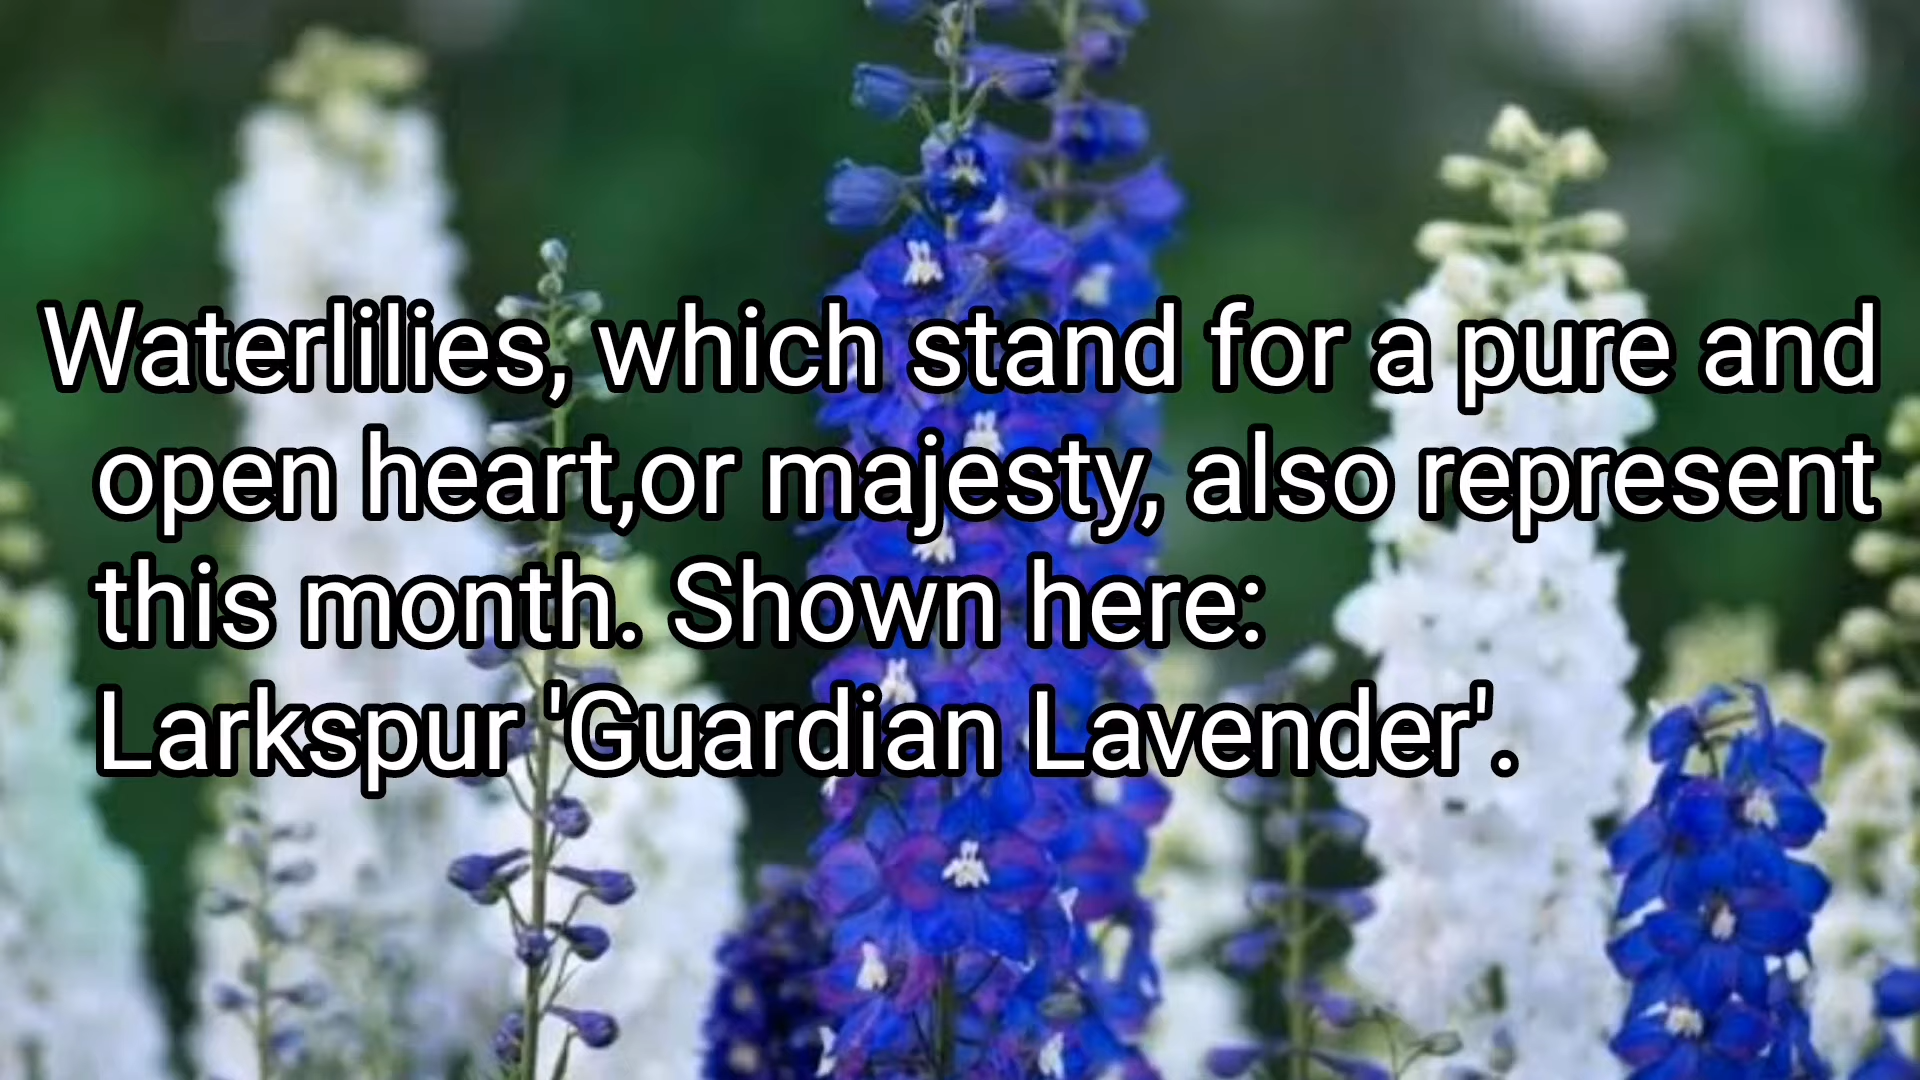 Waterlilies, which stand for a pure and
open heart,or majesty, also represent
this month. Shown here:
Larkspur 'Guardian Lavender'.